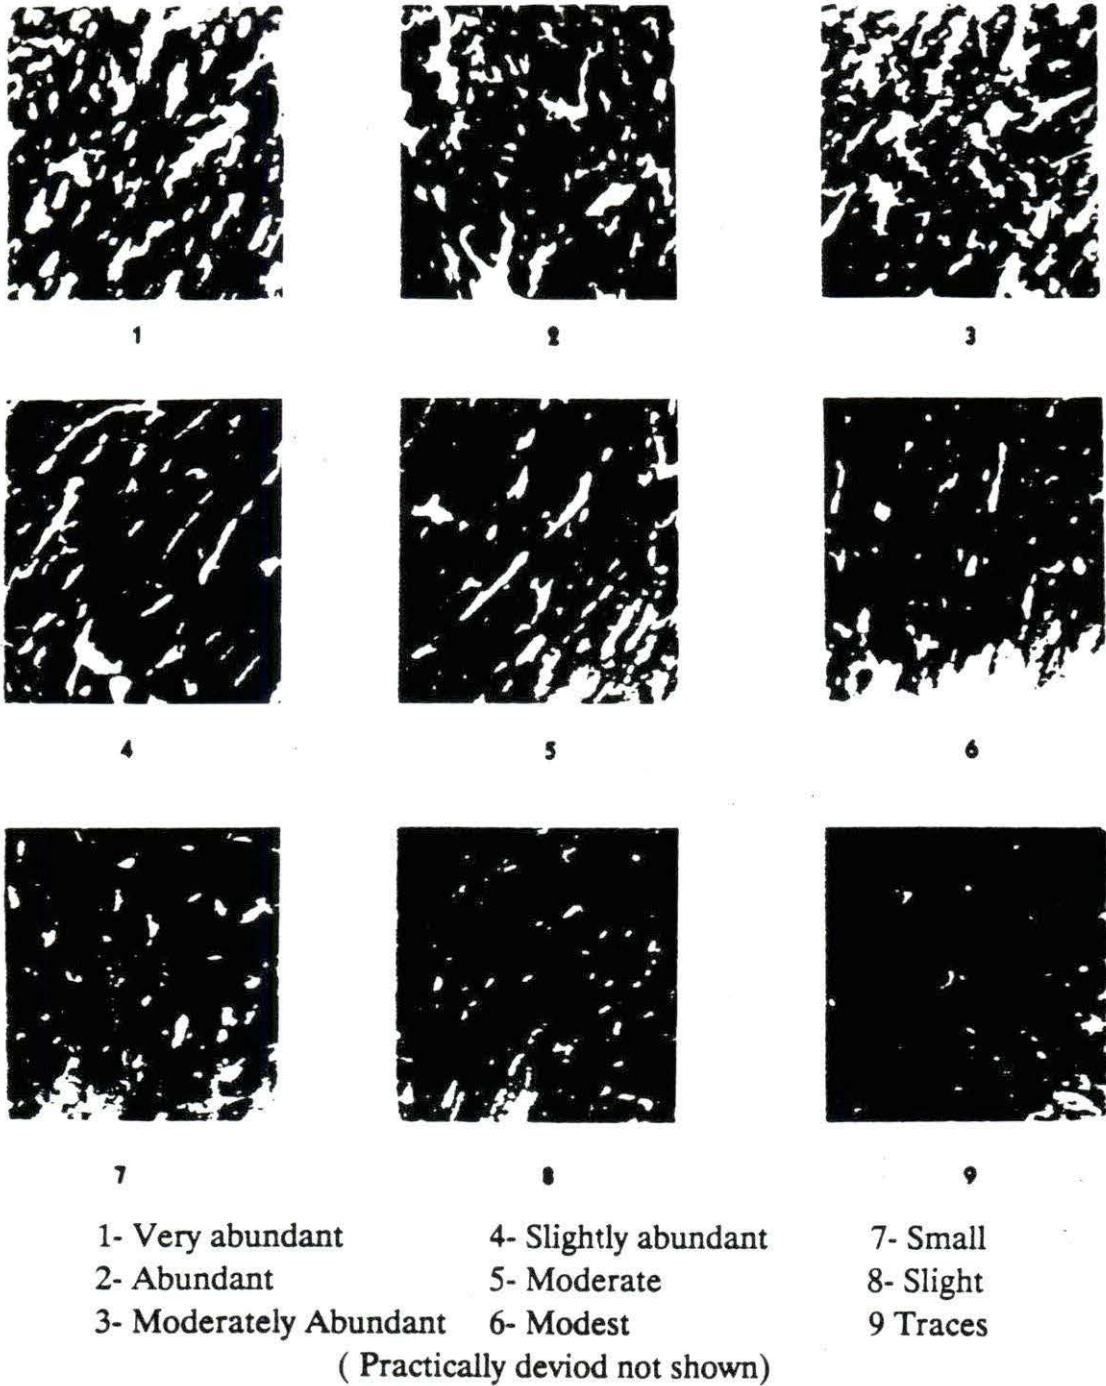 1 2 3
4 5 6
7 8 9
1- Very abundant 4- Slightly abundant 7- Small
2- Abundant 5- Moderate 8- Slight
3- Moderately Abundant 6- Modest 9 Traces
( Practically deviod not shown)